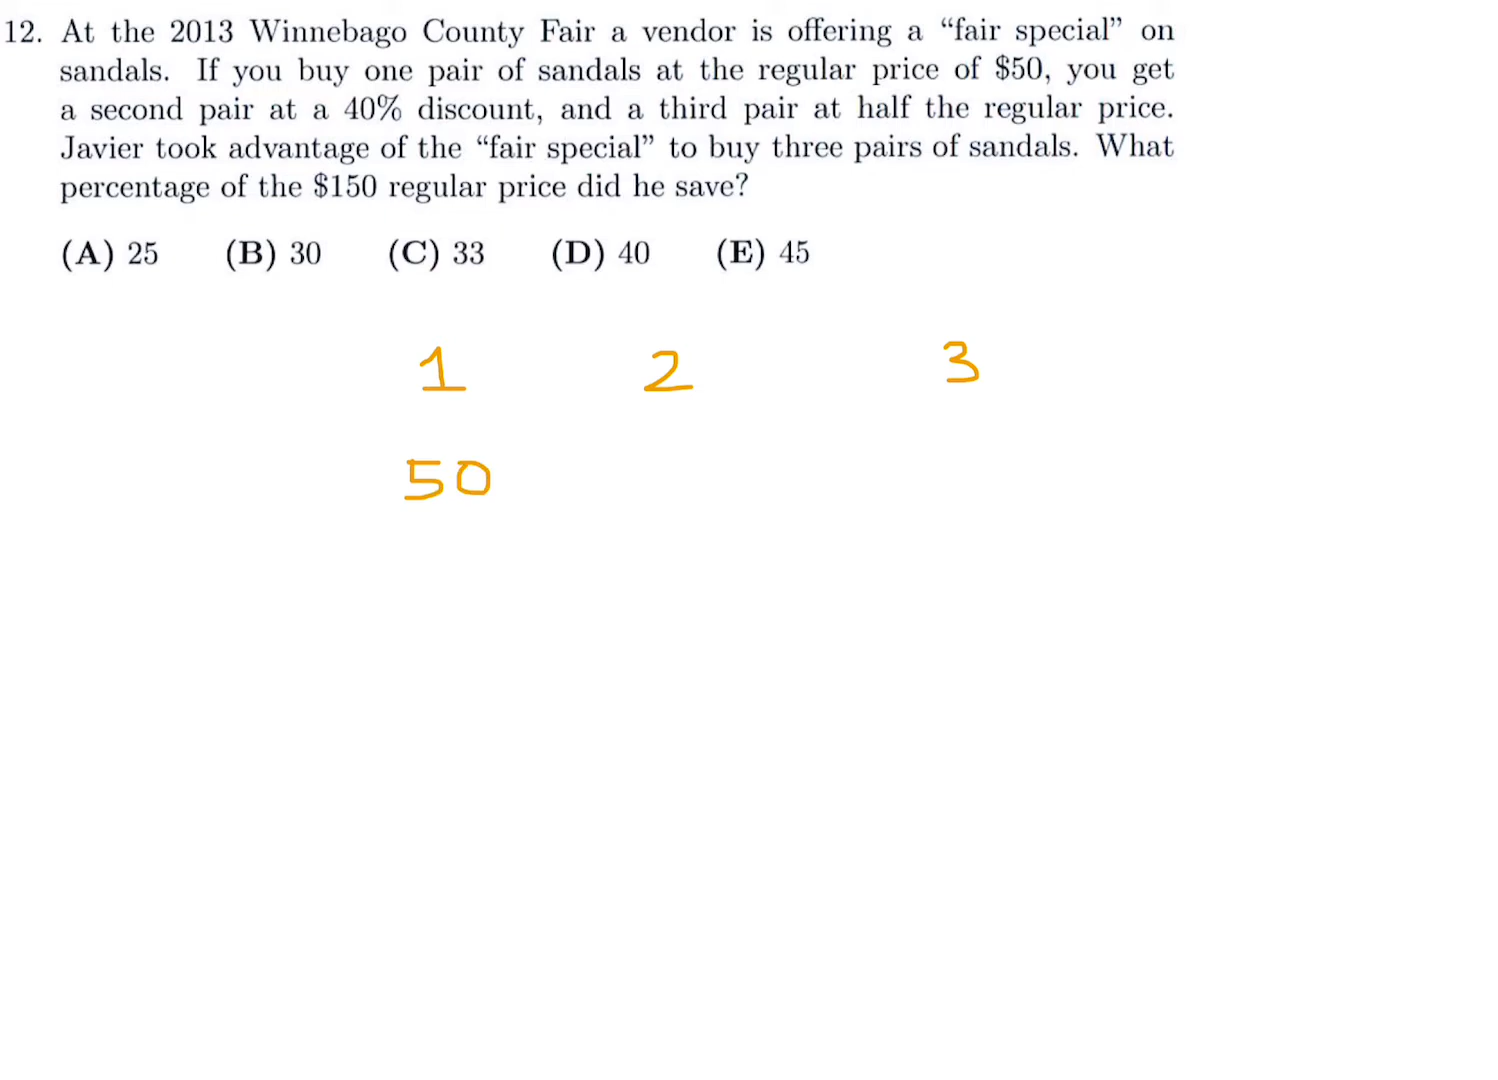 12. At the 2013 Winnebago County Fair a vendor is offering a “fair special” on
sandals. If you buy one pair of sandals at the regular price of $50, you get
a second pair at a 40% discount, and a third pair at half the regular price.
Javier took advantage of the “fair special” to buy three pairs of sandals. What
percentage of the $150 regular price did he save?
(A) 25 (B) 30 (C) 33 (D) 40 (E) 45
1 2 3
50